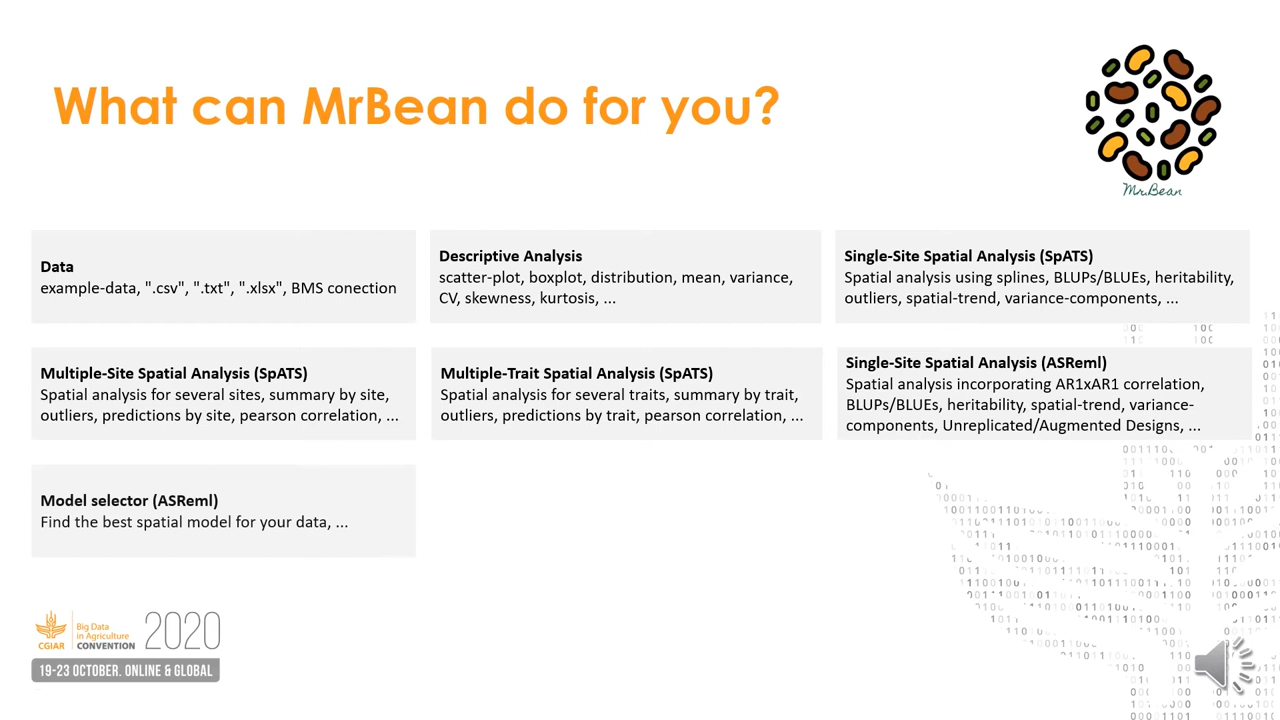 What can MrBean do for you?
Mr.Bean
Data
example-data, ".csv", ".txt", ".xlsx", BMS conection
Descriptive Analysis
scatter-plot, boxplot, distribution, mean, variance,
CV, skewness, kurtosis, ...
Single-Site Spatial Analysis (SpATS)
Spatial analysis using splines, BLUPs/BLUEs, heritability,
outliers, spatial-trend, variance-components, ...
Multiple-Site Spatial Analysis (SpATS)
Spatial analysis for several sites, summary by site,
outliers, predictions by site, pearson correlation, ...
Multiple-Trait Spatial Analysis (SpATS)
Spatial analysis for several traits, summary by trait,
outliers, predictions by trait, pearson correlation, ...
Single-Site Spatial Analysis (ASReml)
Spatial analysis incorporating AR1xAR1 correlation,
BLUPs/BLUEs, heritability, spatial-trend, variance-
components, Unreplicated/Augmented Designs, ...
Model selector (ASReml)
Find the best spatial model for your data, ...
CGIAR
Big Data
in Agriculture
CONVENTION
2020
19-23 OCTOBER. ONLINE & GLOBAL